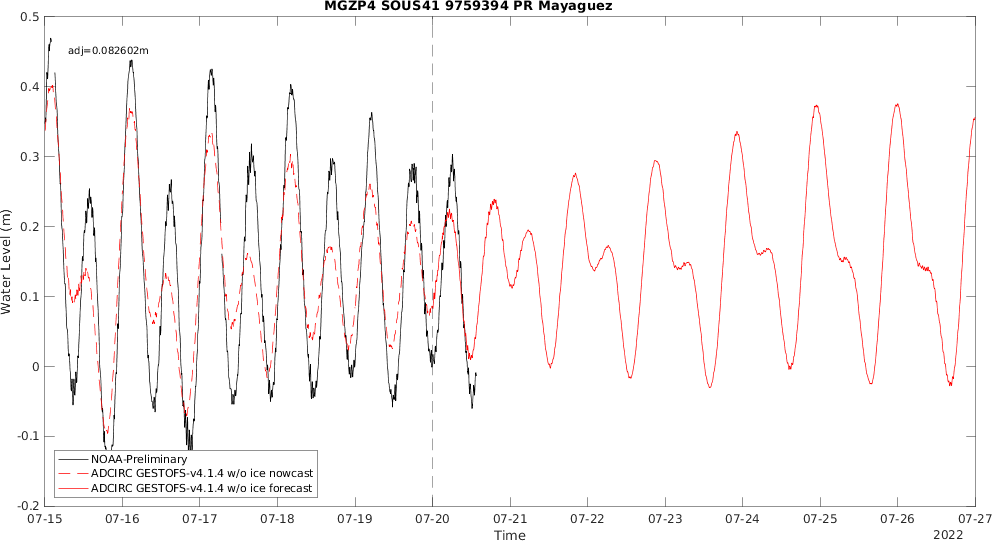 MGZP4 SOUS41 9759394 PR Mayaguez
adj=0.082602m
Water Level (m)
0.5
0.4
0.3
0.2
0.1
0
-0.1
-0.2
NOAA-Preliminary
ADCIRC GESTOFS-v4.1.4 w/o ice nowcast
ADCIRC GESTOFS-v4.1.4 w/o ice forecast
07-15 07-16 07-17 07-18 07-19 07-20 07-21 07-22 07-23 07-24 07-25 07-26 07-27
Time
2022